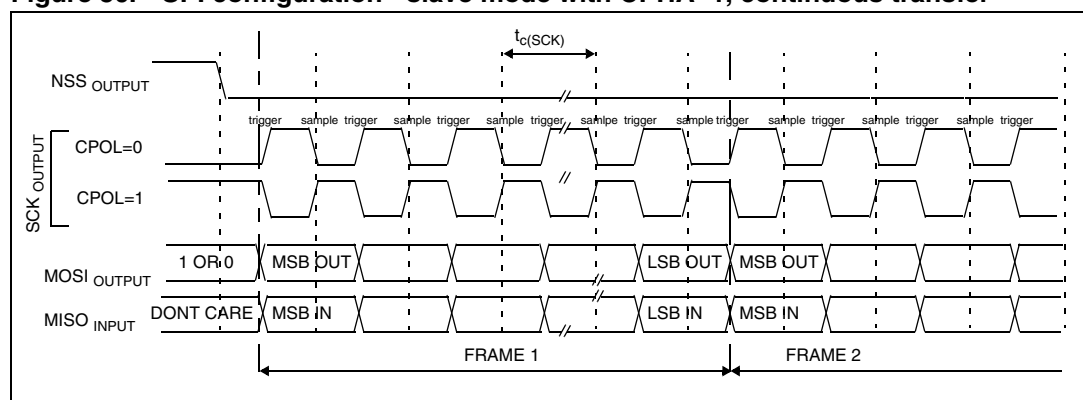 Figure SPI configuration - slave mode with CPHA=1, continuous transfer
tc(SCK)
NSS OUTPUT
trigger sample trigger sample trigger sample trigger samlpe trigger sample trigger sample trigger sample trigger sample trigger
SCK OUTPUT
CPOL=0
CPOL=1
MOSI OUTPUT 1 OR 0 MSB OUT LSB OUT MSB OUT
MISO INPUT DONT CARE MSB IN LSB IN MSB IN
FRAME 1 FRAME 2